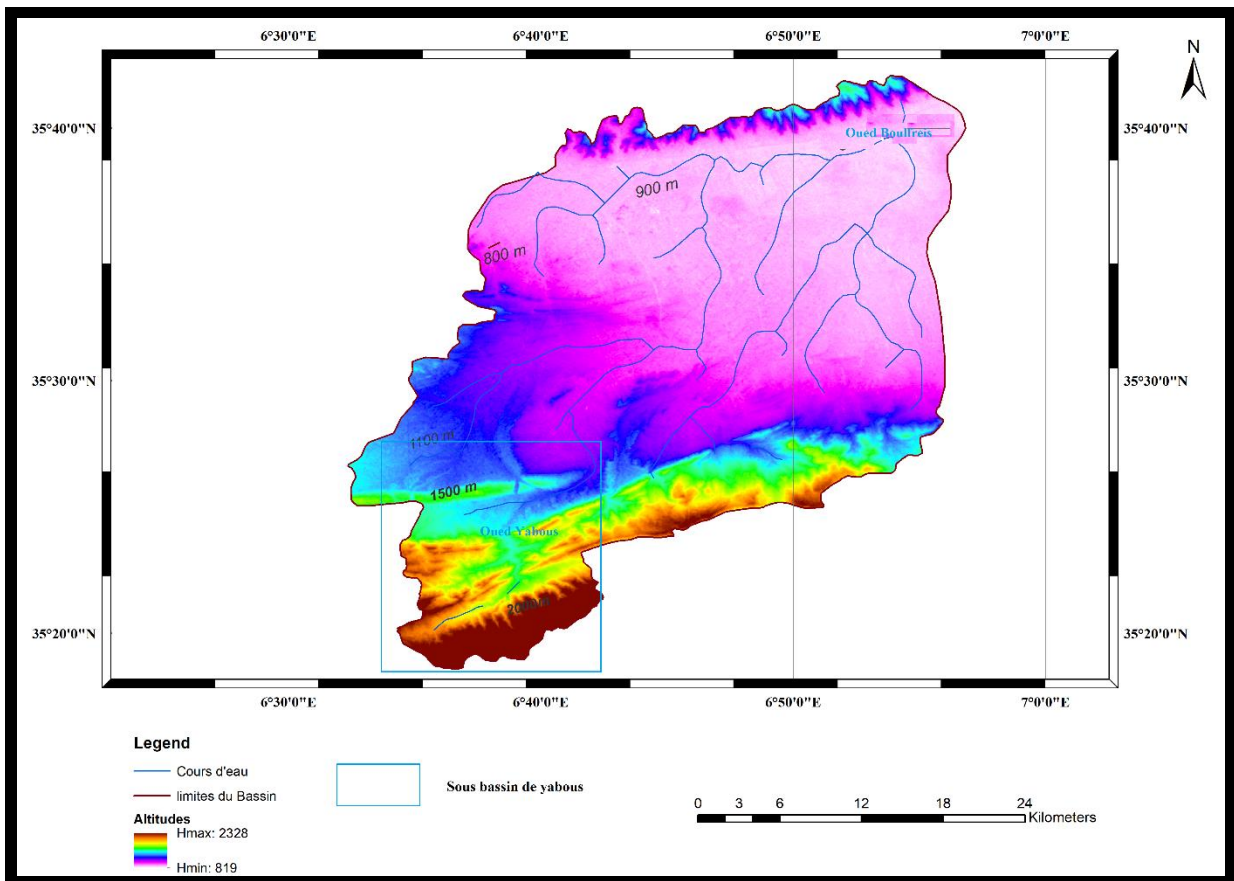 6°30'0"E
6°40'0"E
6°50'0"E
7°0'0"E
N
35°40'0"N
35°40'0"N
Oued Boulfreis
900 m
800 m
35°30'0"N
35°30'0"N
1100 m
1500 m
Oued Yabous
2000 m
35°20'0"N
35°20'0"N
6°30'0"E
6°40'0"E
6°50'0"E
7°0'0"E
Legend
Cours d'eau
limites du Bassin
Sous bassin de yabous
Altitudes
Hmax: 2328
Hmin: 819
0 3 6 12 18 24
Kilometers